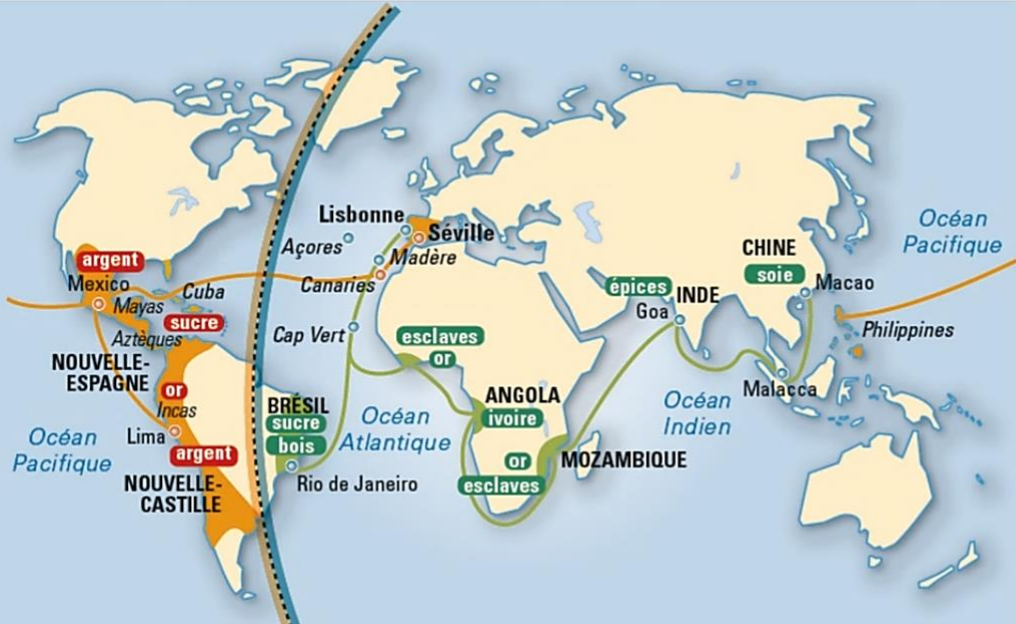 Lisbonne
Séville
Açores
Madère
Canaries
Cap Vert
argent
Mexico
Mayas
Cuba
sucre
Aztèques
NOUVELLE-
ESPAGNE
or
Incas
Lima
argent
NOUVELLE-
CASTILLE
Océan
Pacifique
BRÉSIL
sucre
bois
Rio de Janeiro
Océan
Atlantique
esclaves
or
ANGOLA
ivoire
or
esclaves
MOZAMBIQUE
épices
INDE
Goa
CHINE
soie
Macao
Malacca
Philippines
Océan
Indien
Océan
Pacifique